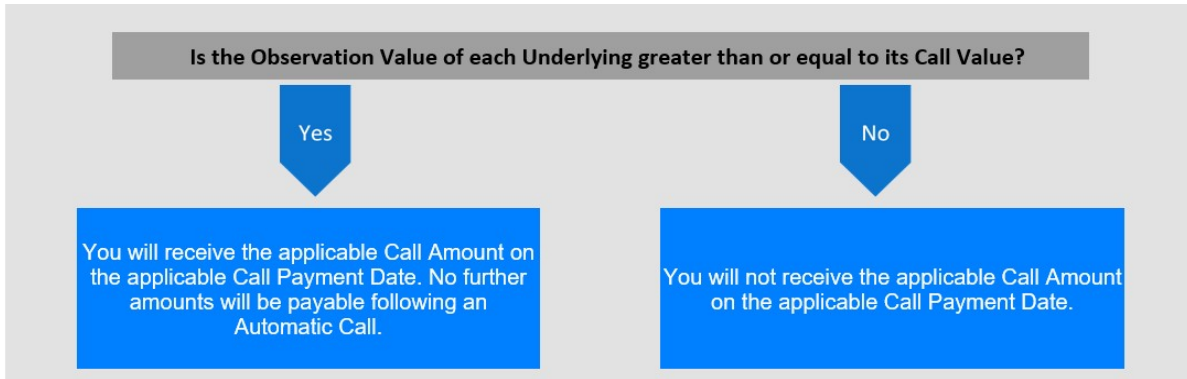 Is the Observation Value of each Underlying greater than or equal to its Call Value?
Yes
No
You will receive the applicable Call Amount on
the applicable Call Payment Date. No further
amounts will be payable following an
Automatic Call.
You will not receive the applicable Call Amount
on the applicable Call Payment Date.